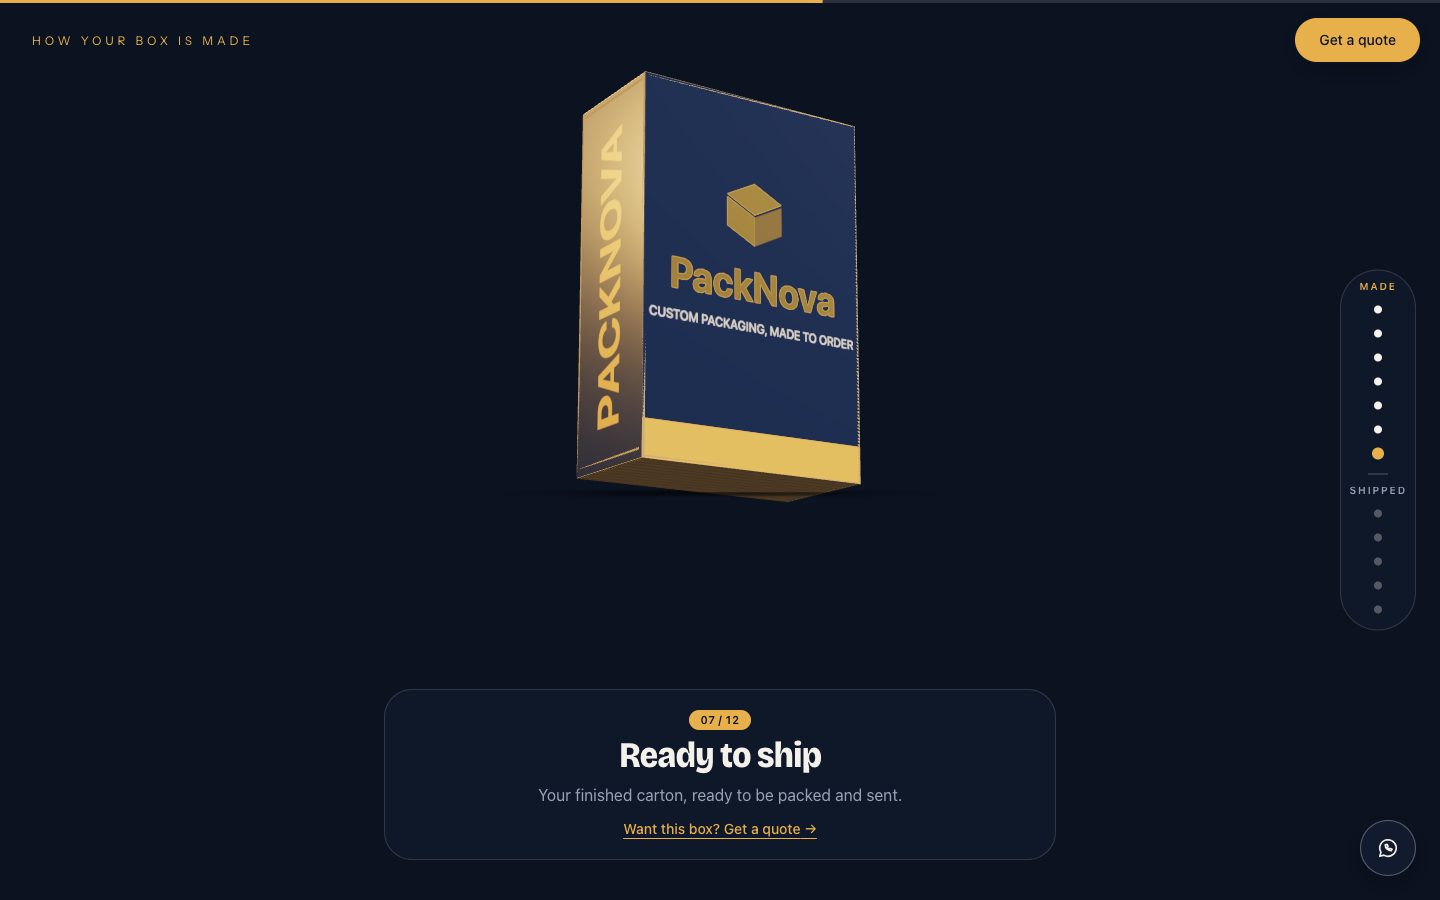 HOW YOUR BOX IS MADE
Get a quote
PACKNOVA
PackNova
CUSTOM PACKAGING, MADE TO ORDER
MADE
SHIPPED
07 / 12
Ready to ship
Your finished carton, ready to be packed and sent.
Want this box? Get a quote →